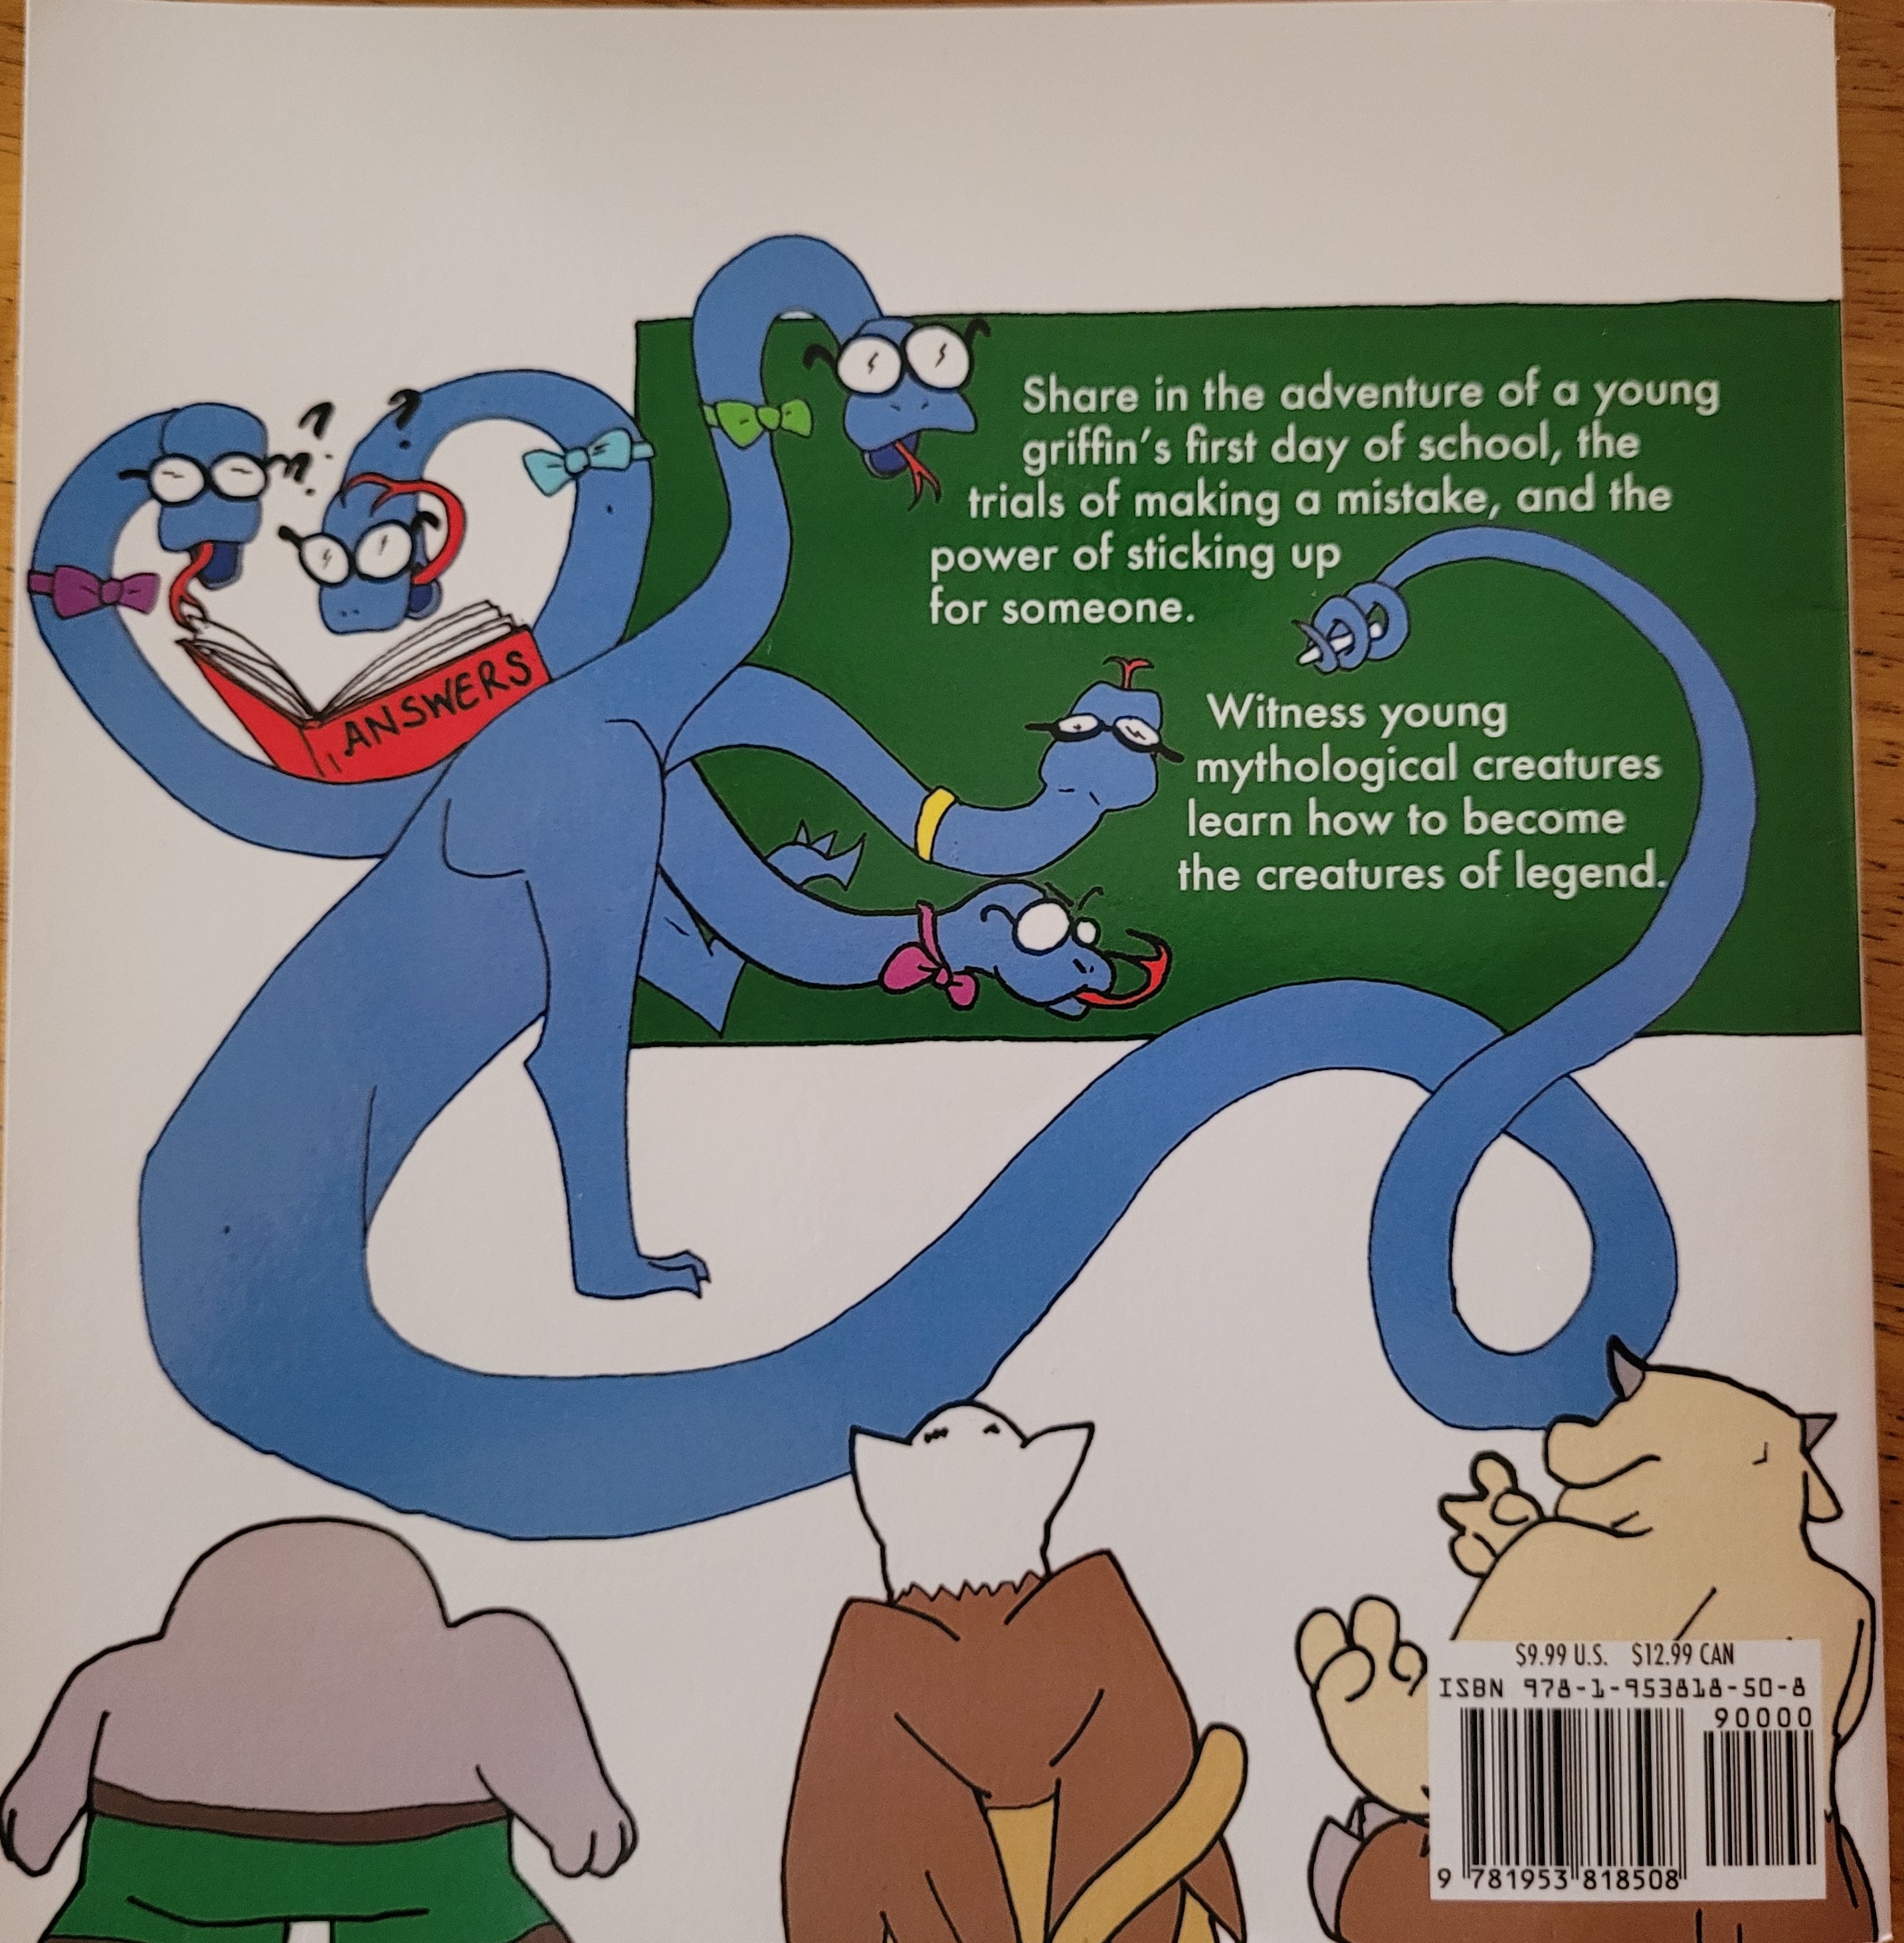 Share in the adventure of a young
griffin's first day of school, the
trials of making a mistake, and the
power of sticking up
for someone.
ANSWERS
Witness young
mythological creatures
learn how to become
the creatures of legend.
$9.99 U.S. $12.99 CAN
ISBN 978-1-953818-50-8
90000
9 781953 818508